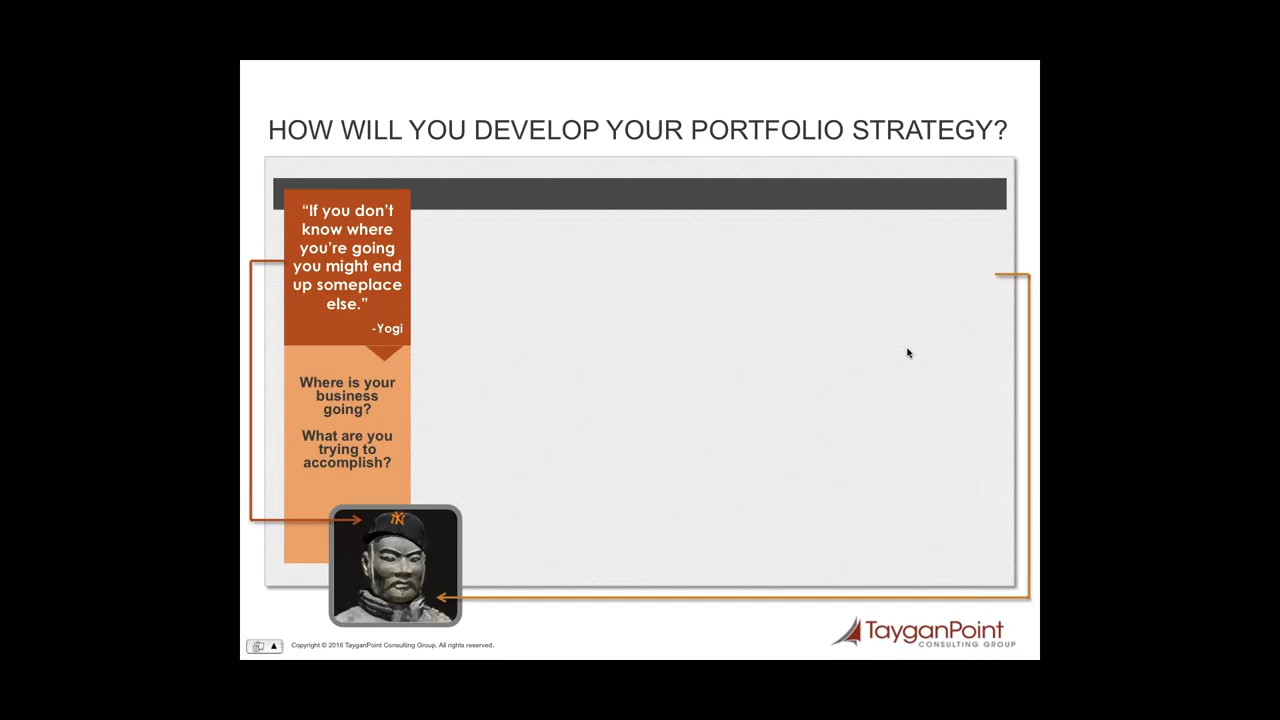 HOW WILL YOU DEVELOP YOUR PORTFOLIO STRATEGY?
“If you don’t
know where
you’re going
you might end
up someplace
else.”
-Yogi
Where is your
business
going?
What are you
trying to
accomplish?
NY
TayganPoint
CONSULTING GROUP
Copyright © 2016 TayganPoint Consulting Group, All rights reserved.